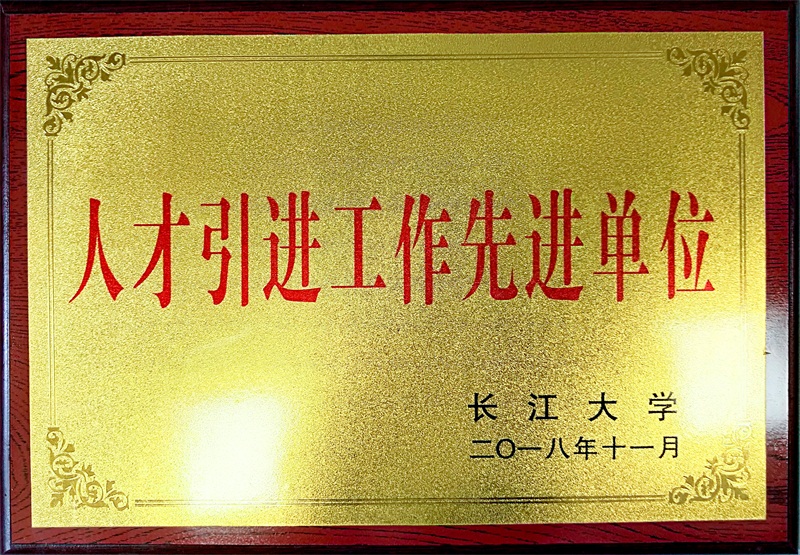 人才引进工作先进单位
长江大学
二〇一八年十一月